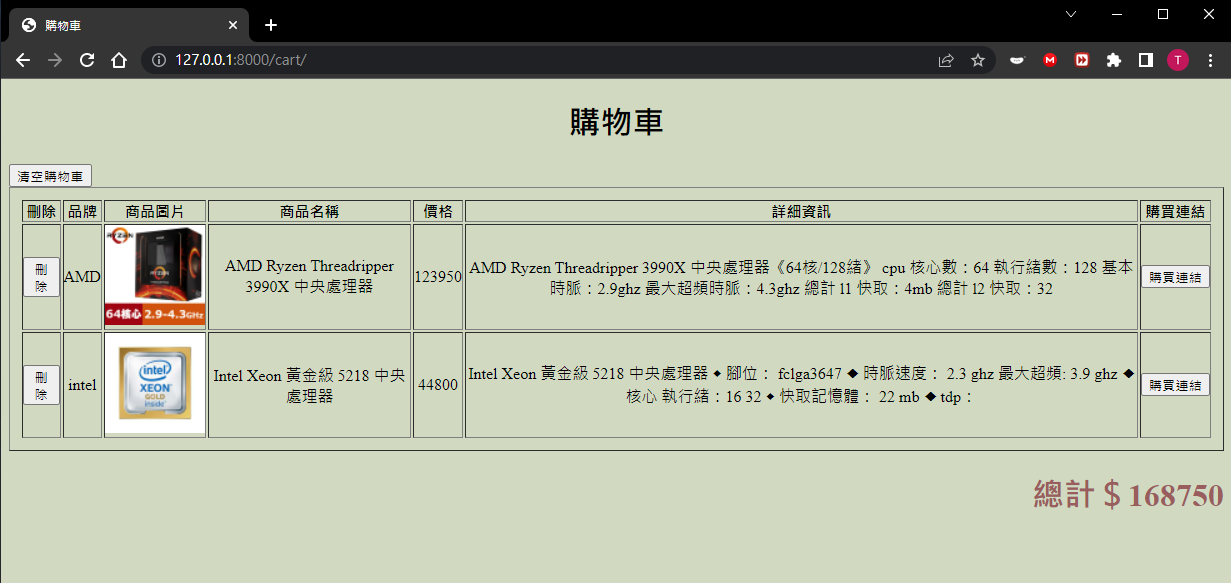 購物車
127.0.0.1:8000/cart/
T
購物車
清空購物車
刪除 品牌 商品圖片 商品名稱 價格 詳細資訊 購買連結
刪
除
AMD
RYZEN
RYZEN
64核心 2.9-4.3GHz
AMD Ryzen Threadripper
3990X 中央處理器
123950
AMD Ryzen Threadripper 3990X 中央處理器《64核/128緒》 cpu 核心數：64 執行緒數：128 基本
時脈：2.9ghz 最大超頻時脈：4.3ghz 總計 l1 快取：4mb 總計 l2 快取：32
購買連結
刪
除
intel
intel
XEON
GOLD
inside
Intel Xeon 黃金級 5218 中央
處理器
44800
Intel Xeon 黃金級 5218 中央處理器 ◆ 腳位： fclga3647 ◆ 時脈速度： 2.3 ghz 最大超頻: 3.9 ghz ◆
核心 執行緒：16 32 ◆ 快取記憶體： 22 mb ◆ tdp：
購買連結
總計＄168750